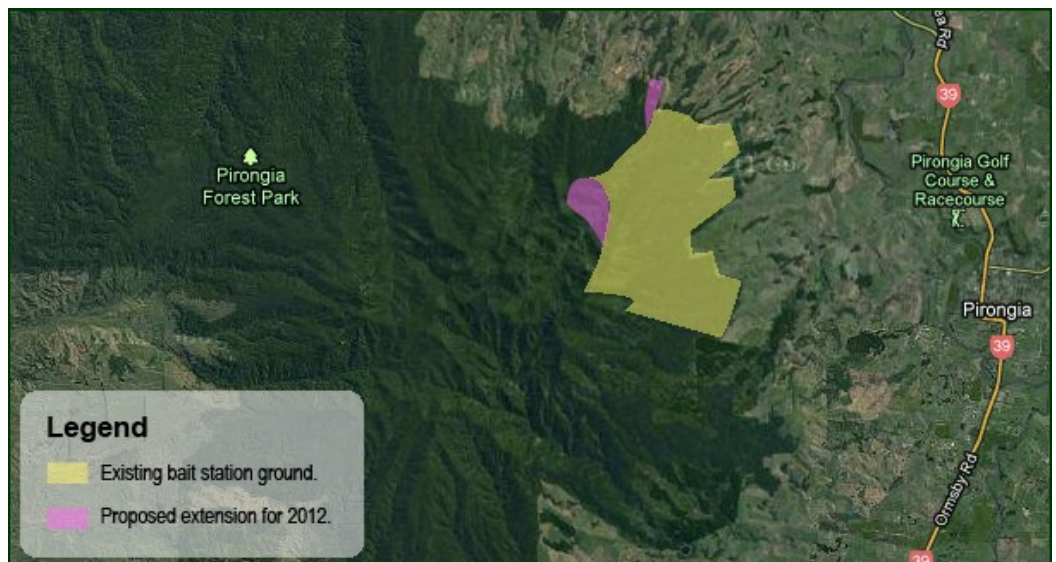 39
Pirongia Golf
Course &
Racecourse
Pirongia
Forest Park
Pirongia
39
Legend
Existing bait station ground.
Proposed extension for 2012.
Ormsby Rd
39